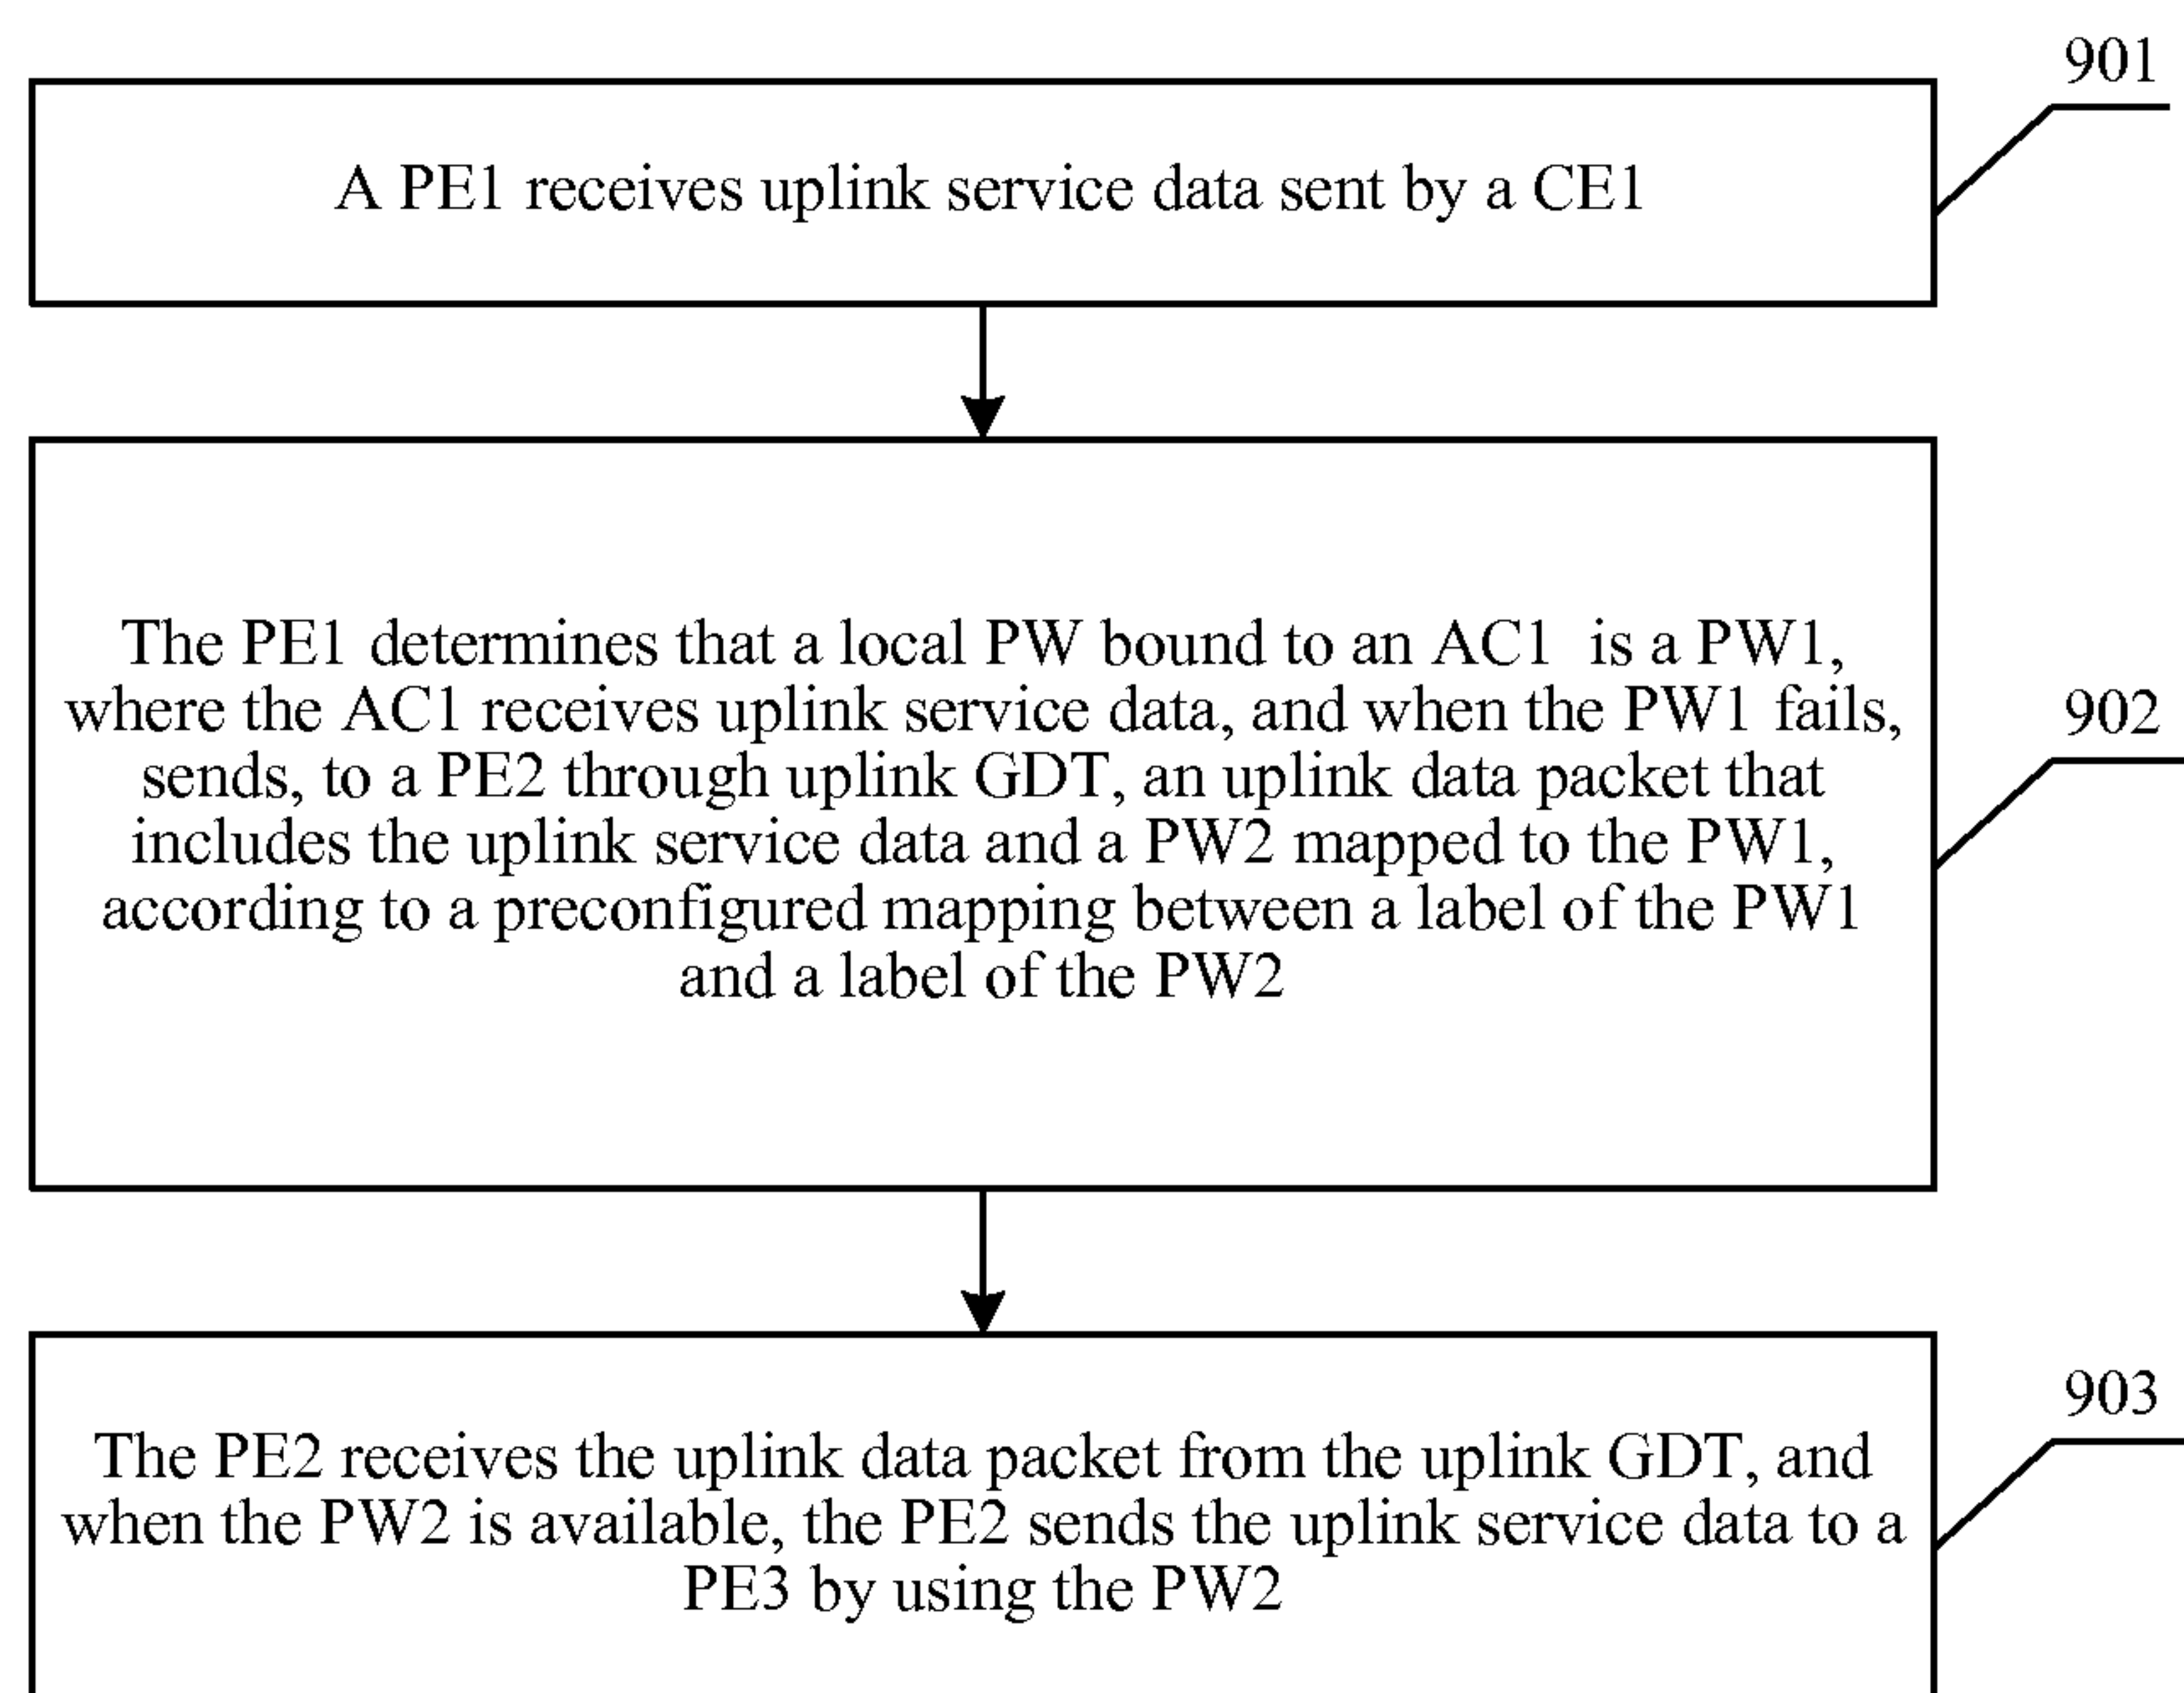 901
A PE1 receives uplink service data sent by a CE1
The PE1 determines that a local PW bound to an AC1 is a PW1,
where the AC1 receives uplink service data, and when the PW1 fails,
sends, to a PE2 through uplink GDT, an uplink data packet that
includes the uplink service data and a PW2 mapped to the PW1,
according to a preconfigured mapping between a label of the PW1
and a label of the PW2
902
The PE2 receives the uplink data packet from the uplink GDT, and
when the PW2 is available, the PE2 sends the uplink service data to a
PE3 by using the PW2
903